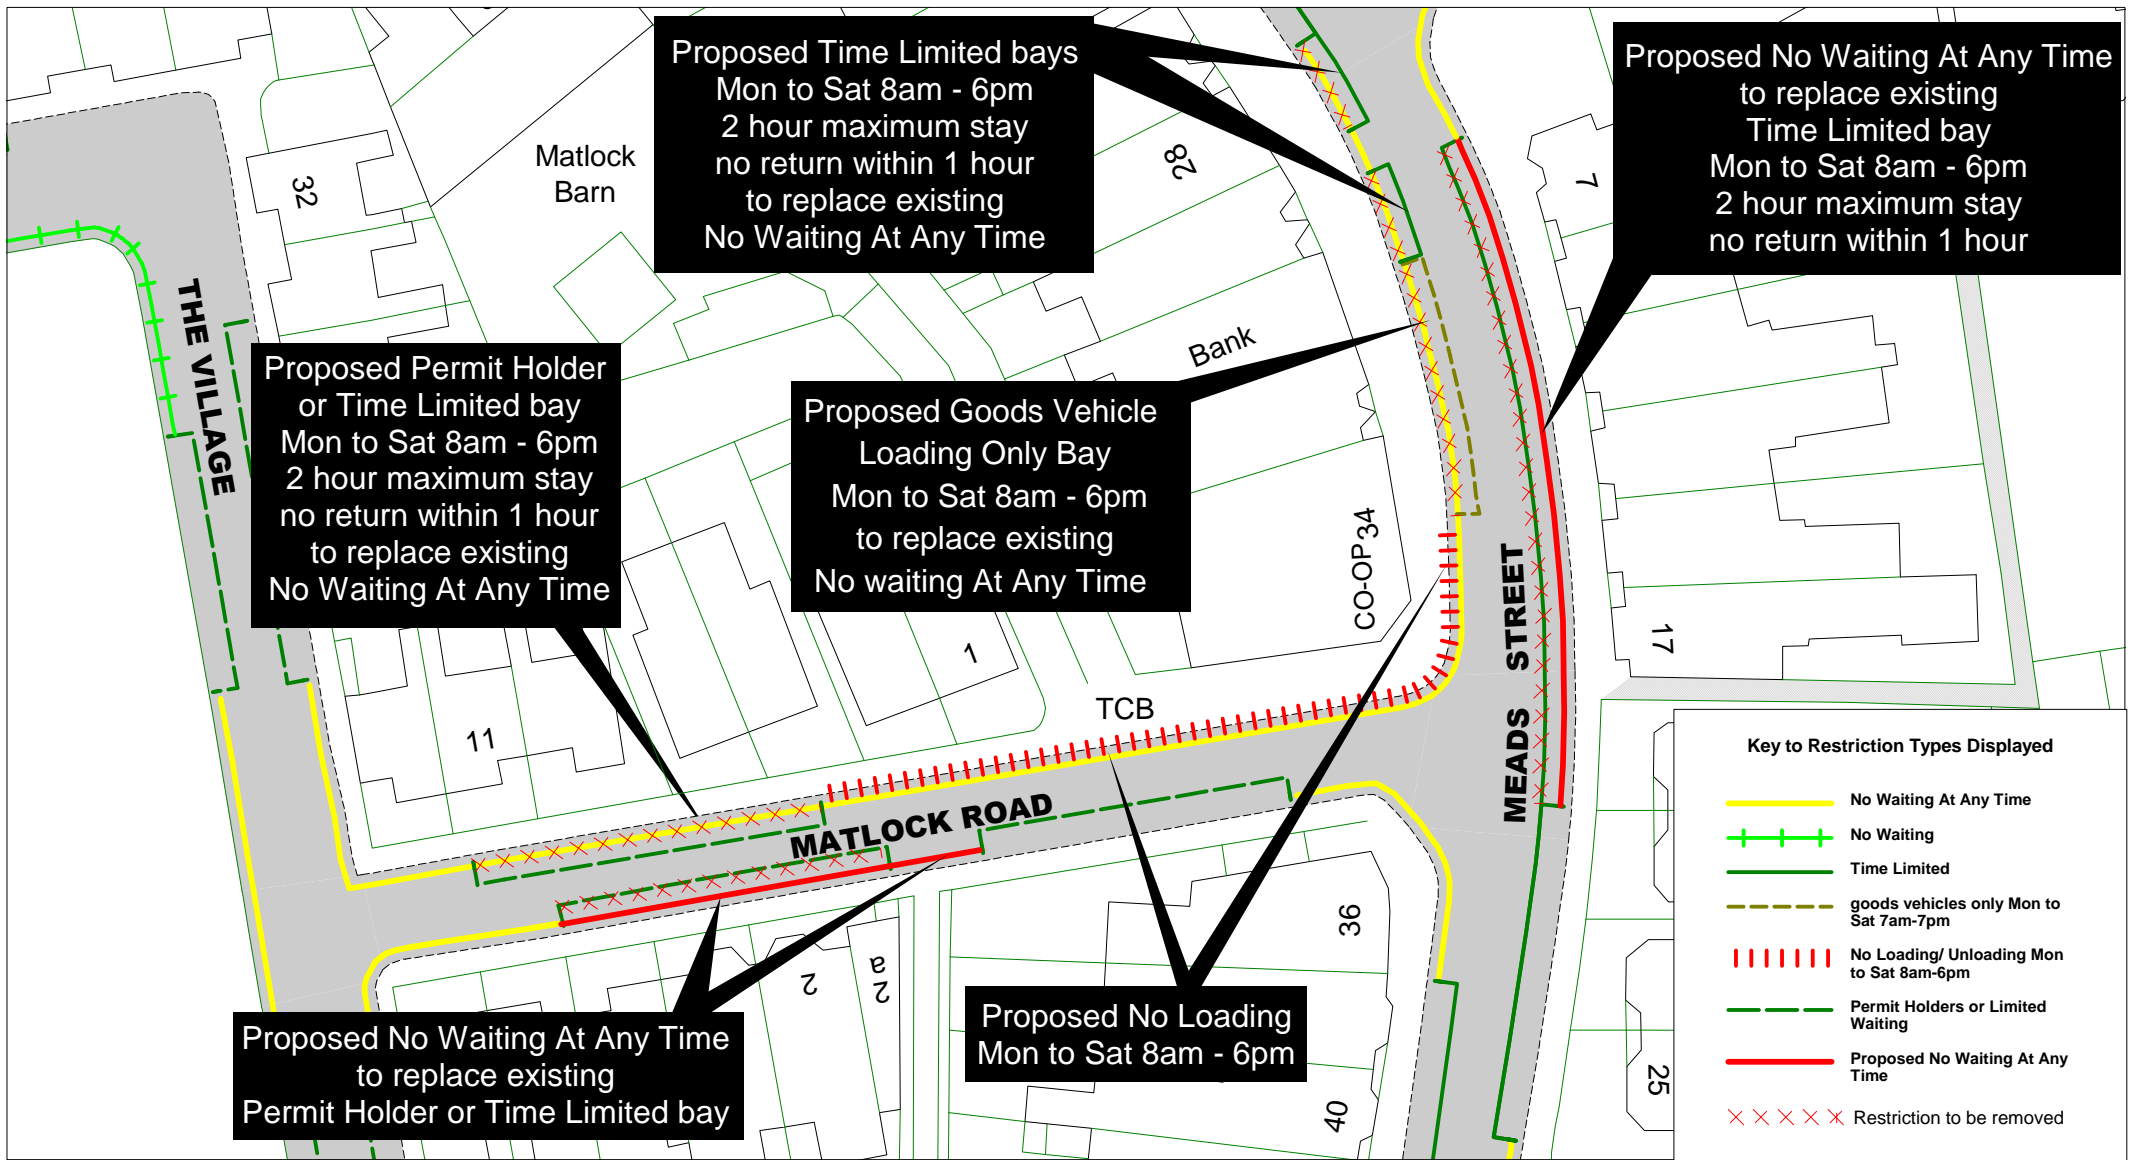 Proposed Time Limited bays
Mon to Sat 8am - 6pm
2 hour maximum stay
no return within 1 hour
to replace existing
No Waiting At Any Time
Proposed No Waiting At Any Time
to replace existing
Time Limited bay
Mon to Sat 8am - 6pm
2 hour maximum stay
no return within 1 hour
Matlock
Barn
32
28
7
THE VILLAGE
Proposed Permit Holder
or Time Limited bay
Mon to Sat 8am - 6pm
2 hour maximum stay
no return within 1 hour
to replace existing
No Waiting At Any Time
Bank
Proposed Goods Vehicle
Loading Only Bay
Mon to Sat 8am - 6pm
to replace existing
No waiting At Any Time
CO-OP
34
MEADS STREET
17
1
11
TCB
MATLOCK ROAD
2
2a
36
40
25
Proposed No Waiting At Any Time
to replace existing
Permit Holder or Time Limited bay
Proposed No Loading
Mon to Sat 8am - 6pm
Key to Restriction Types Displayed
No Waiting At Any Time
No Waiting
Time Limited
goods vehicles only Mon to
Sat 7am-7pm
No Loading/ Unloading Mon
to Sat 8am-6pm
Permit Holders or Limited
Waiting
Proposed No Waiting At Any
Time
Restriction to be removed